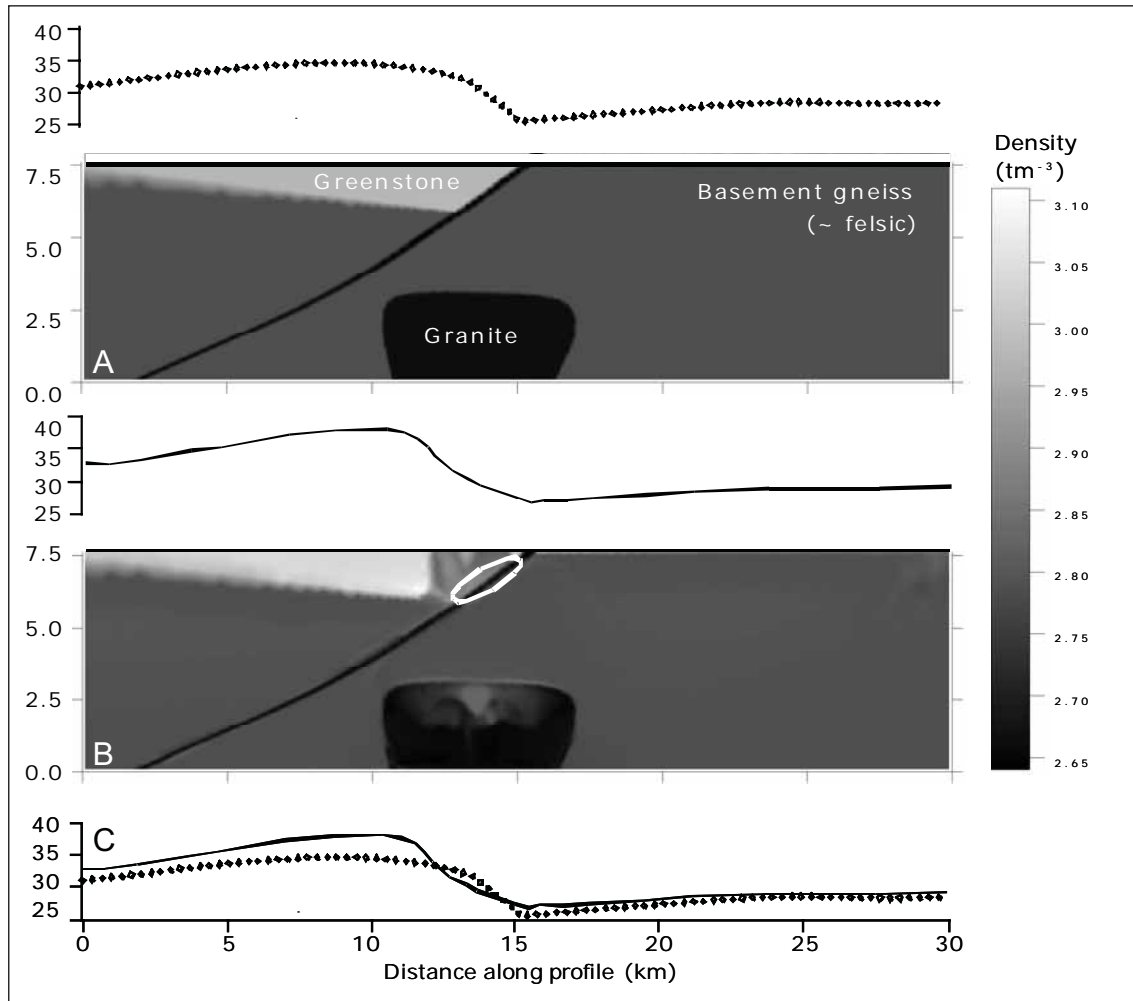 40
35
30
25
Density
(tm⁻³)
7.5
5.0
2.5
0.0
Greenstone
Basement gneiss
(~ felsic)
Granite
A
3.10
3.05
3.00
2.95
2.90
2.85
2.80
2.75
2.70
2.65
40
35
30
25
7.5
5.0
2.5
0.0
B
40
35
30
25
C
0 5 10 15 20 25 30
Distance along profile (km)